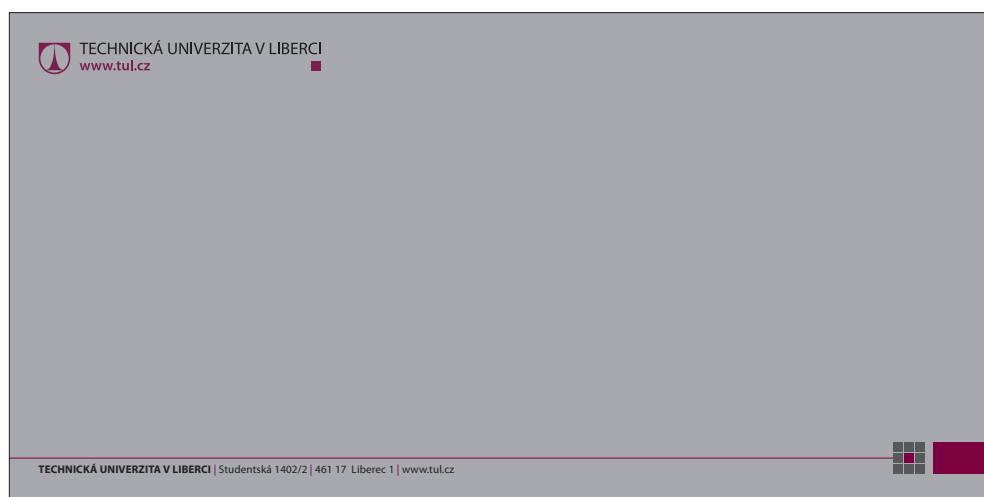 TECHNICKÁ UNIVERZITA V LIBERCI
www.tul.cz
TECHNICKÁ UNIVERZITA V LIBERCI | Studentská 1402/2 | 461 17 Liberec 1 | www.tul.cz